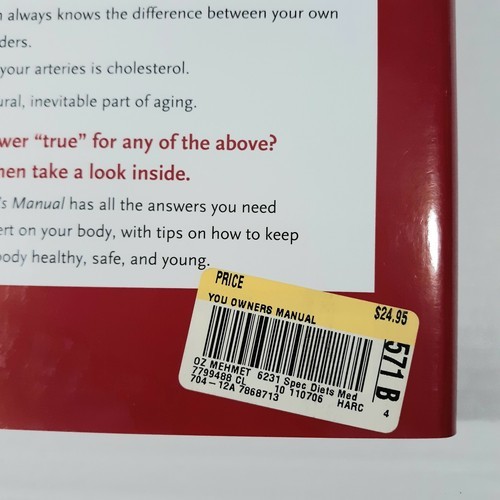 always knows the difference between your own
ders.
your arteries is cholesterol.
ural, inevitable part of aging.
wer “true” for any of the above?
hen take a look inside.
’s Manual has all the answers you need
ert on your body, with tips on how to keep
body healthy, safe, and young.
PRICE
$24.95
YOU OWNERS MANUAL
571 B
4
OZ MEHMET 6231 Spec Diets Med
7799488 CL 10 110706 HARC
704-12A 7868713